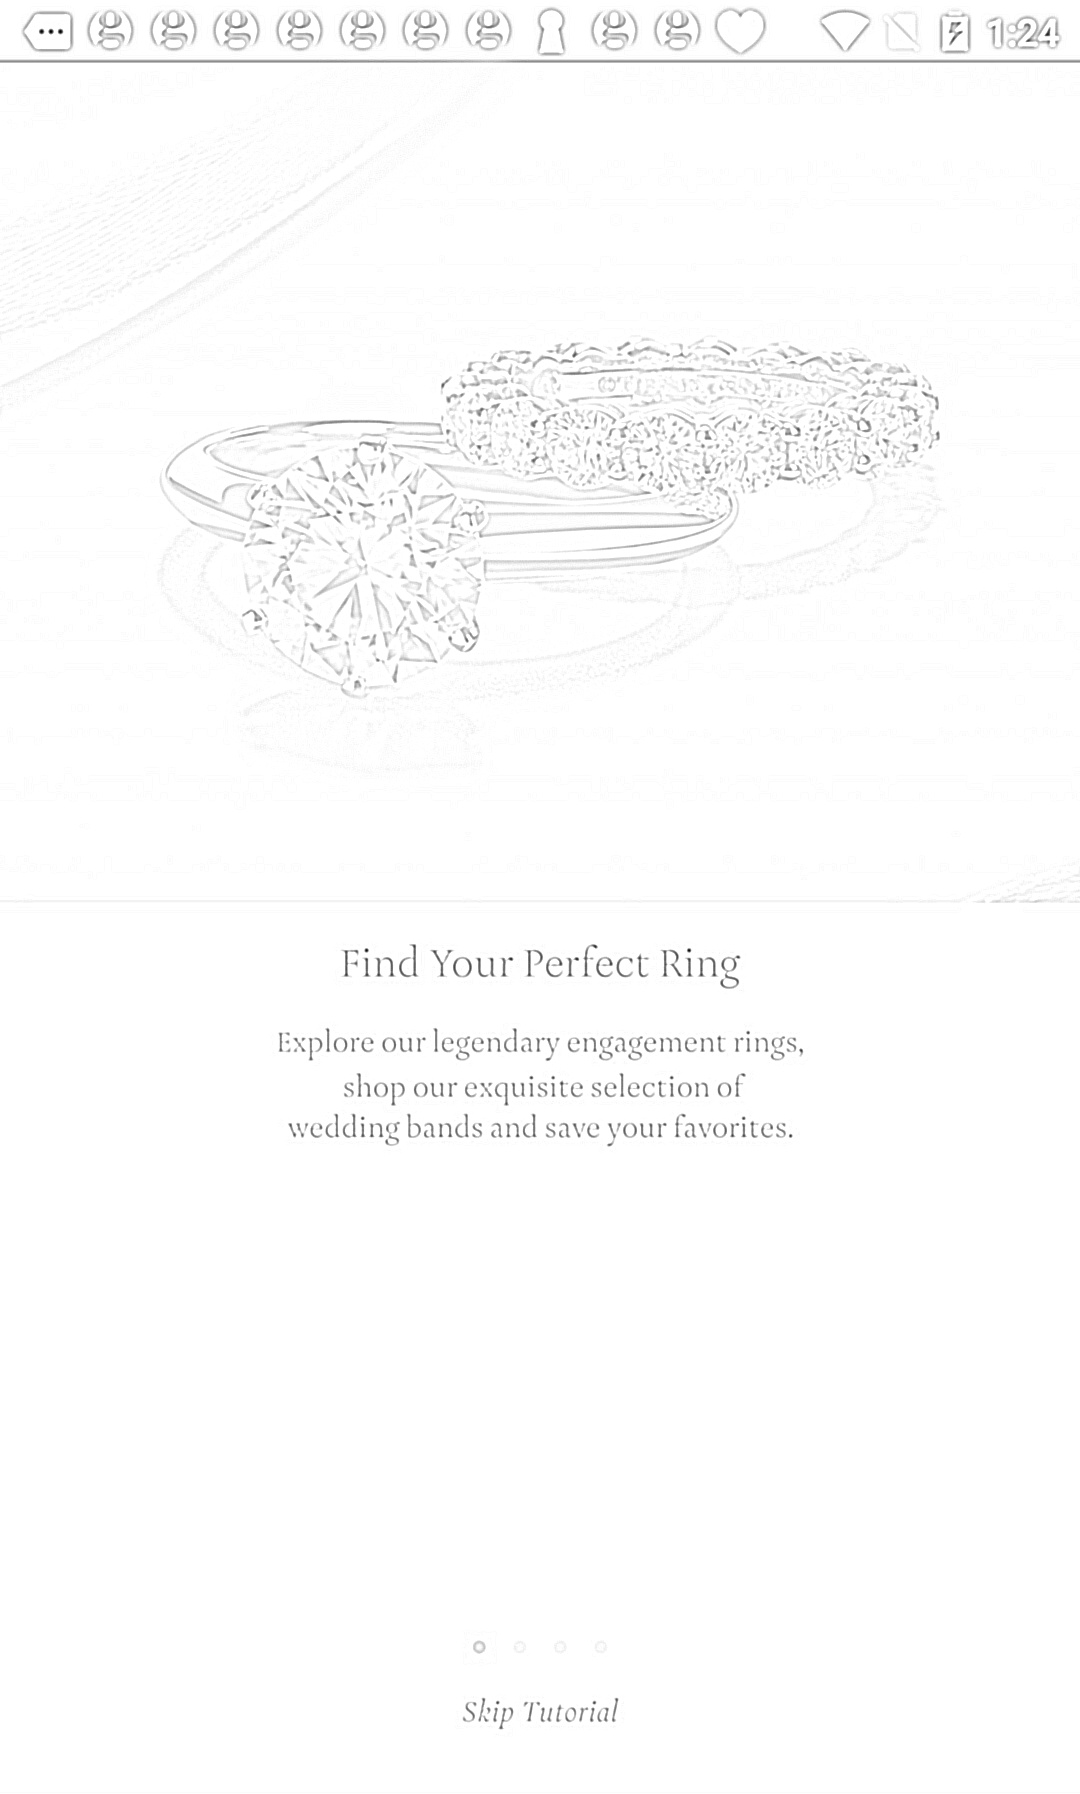 1:24
Find Your Perfect Ring
Explore our legendary engagement rings,
shop our exquisite selection of
wedding bands and save your favorites.
Skip Tutorial